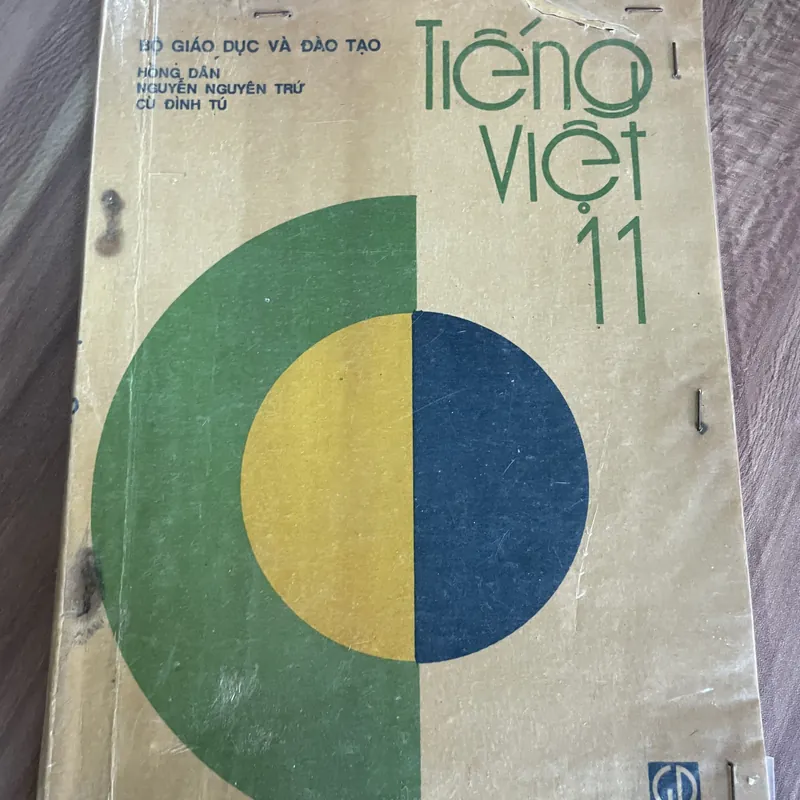 BỘ GIÁO DỤC VÀ ĐÀO TẠO
HỒNG DÂN
NGUYỄN NGUYÊN TRỨ
CÙ ĐÌNH TÚ
Tiếng
Việt
11
GD